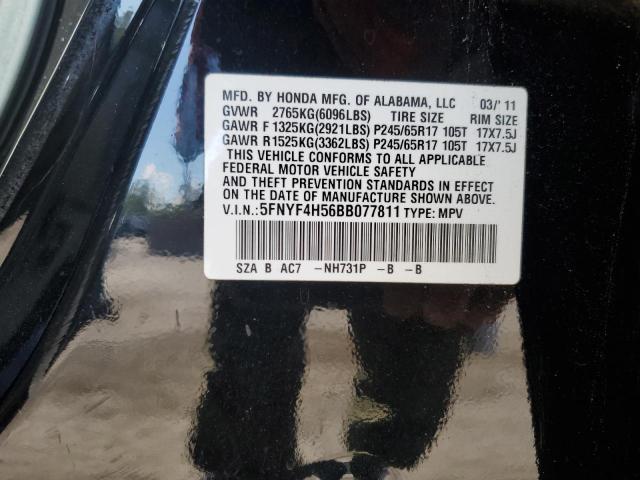 MFD. BY HONDA MFG. OF ALABAMA, LLC 03/'11
GVWR 2765KG(6096LBS) TIRE SIZE RIM SIZE
GAWR F 1325KG(2921LBS) P245/65R17 105T 17X7.5J
GAWR R1525KG(3362LBS) P245/65R17 105T 17X7.5J
THIS VEHICLE CONFORMS TO ALL APPLICABLE
FEDERAL MOTOR VEHICLE SAFETY
AND THEFT PREVENTION STANDARDS IN EFFECT
ON THE DATE OF MANUFACTURE SHOWN ABOVE.
V.I.N.:5FNYF4H56BB077811 TYPE: MPV
SZA B AC7 -NH731P -B -B